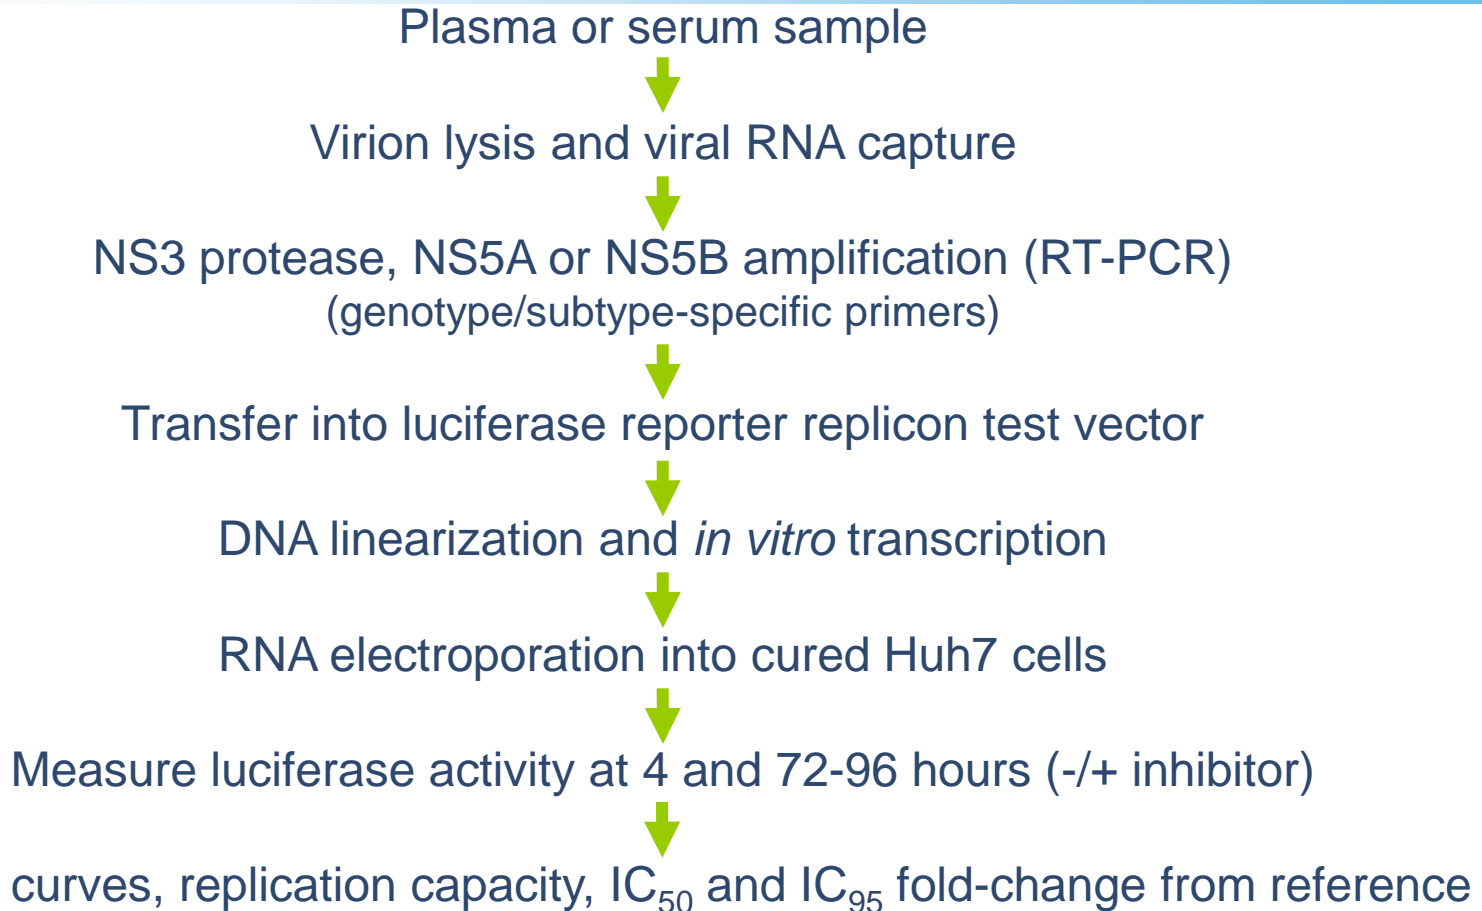 Plasma or serum sample
Virion lysis and viral RNA capture
NS3 protease, NS5A or NS5B amplification (RT-PCR)
(genotype/subtype-specific primers)
Transfer into luciferase reporter replicon test vector
DNA linearization and in vitro transcription
RNA electroporation into cured Huh7 cells
Measure luciferase activity at 4 and 72-96 hours (-/+ inhibitor)
curves, replication capacity, IC50 and IC95 fold-change from reference